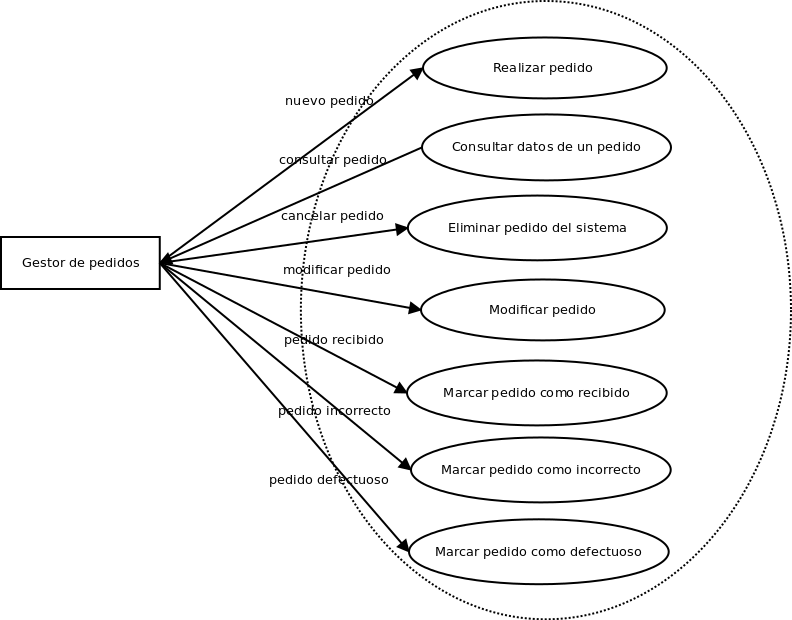 Realizar pedido
nuevo pedido
Consultar datos de un pedido
consultar pedido
cancelar pedido
Eliminar pedido del sistema
Gestor de pedidos
modificar pedido
Modificar pedido
pedido recibido
Marcar pedido como recibido
pedido incorrecto
Marcar pedido como incorrecto
pedido defectuoso
Marcar pedido como defectuoso